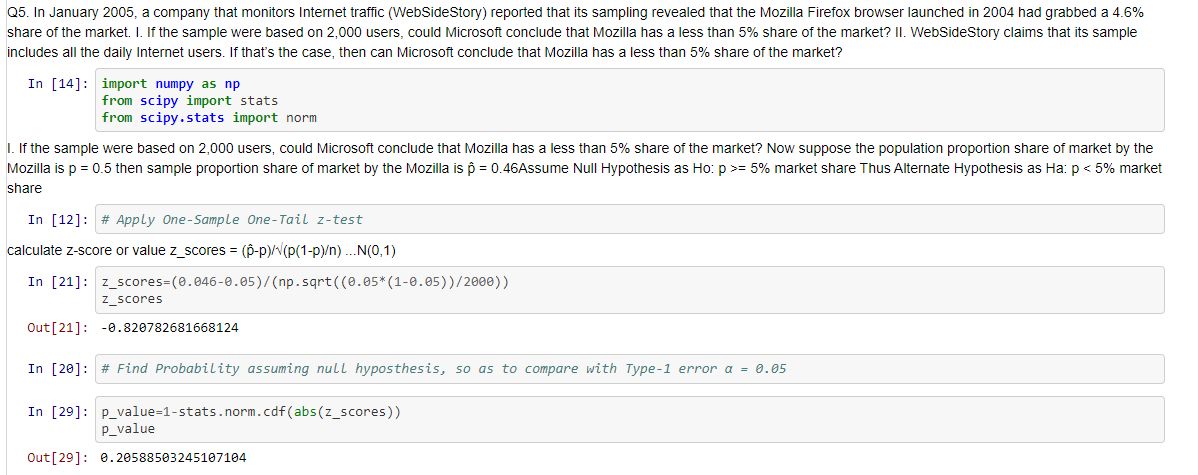 Q5. In January 2005, a company that monitors Internet traffic (WebSideStory) reported that its sampling revealed that the Mozilla Firefox browser launched in 2004 had grabbed a 4.6%
share of the market. I. If the sample were based on 2,000 users, could Microsoft conclude that Mozilla has a less than 5% share of the market? II. WebSideStory claims that its sample
includes all the daily Internet users. If that's the case, then can Microsoft conclude that Mozilla has a less than 5% share of the market?
In [14]: import numpy as np
from scipy import stats
from scipy.stats import norm
I. If the sample were based on 2,000 users, could Microsoft conclude that Mozilla has a less than 5% share of the market? Now suppose the population proportion share of market by the
Mozilla is p = 0.5 then sample proportion share of market by the Mozilla is p̂ = 0.46Assume Null Hypothesis as Ho: p >= 5% market share Thus Alternate Hypothesis as Ha: p < 5% market
share
In [12]: # Apply One-Sample One-Tail z-test
calculate z-score or value z_scores = (p̂-p)/√(p(1-p)/n) ...N(0,1)
In [21]: z_scores=(0.046-0.05)/(np.sqrt((0.05*(1-0.05))/2000))
z_scores
Out[21]: -0.820782681668124
In [20]: # Find Probability assuming null hyposthesis, so as to compare with Type-1 error α = 0.05
In [29]: p_value=1-stats.norm.cdf(abs(z_scores))
p_value
Out[29]: 0.20588503245107104